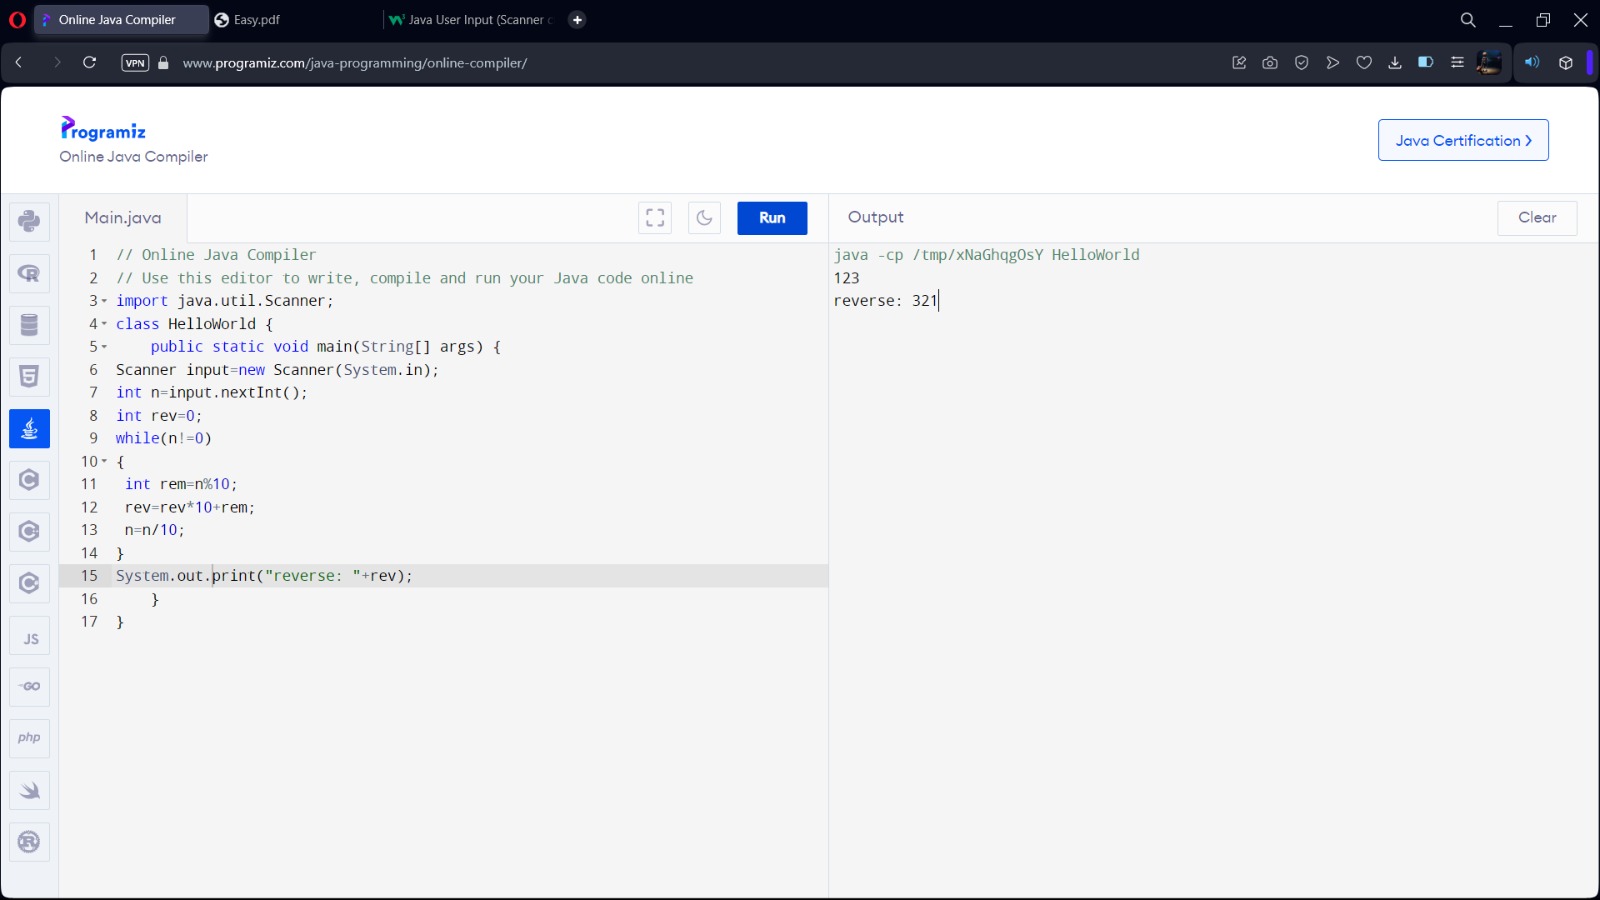 Online Java Compiler
Easy.pdf
Java User Input (Scanner c
VPN
www.programiz.com/java-programming/online-compiler/
Programiz
Online Java Compiler
Java Certification >
Main.java
Run
Output
Clear
1 // Online Java Compiler
2 // Use this editor to write, compile and run your Java code online
3 import java.util.Scanner;
4 class HelloWorld {
5     public static void main(String[] args) {
6 Scanner input=new Scanner(System.in);
7 int n=input.nextInt();
8 int rev=0;
9 while(n!=0)
10 {
11  int rem=n%10;
12  rev=rev*10+rem;
13  n=n/10;
14 }
15 System.out.print("reverse: "+rev);
16     }
17 }
java -cp /tmp/xNaGhqgOsY HelloWorld
123
reverse: 321
JS
GO
php